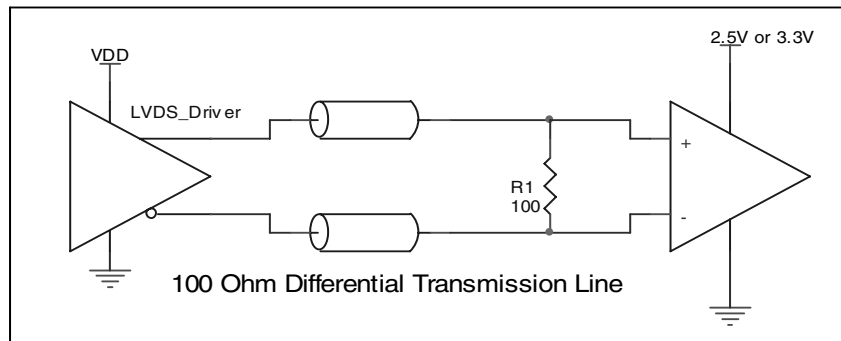 VDD
2.5V or 3.3V
LVDS_Driver
+
R1
100
-
100 Ohm Differential Transmission Line